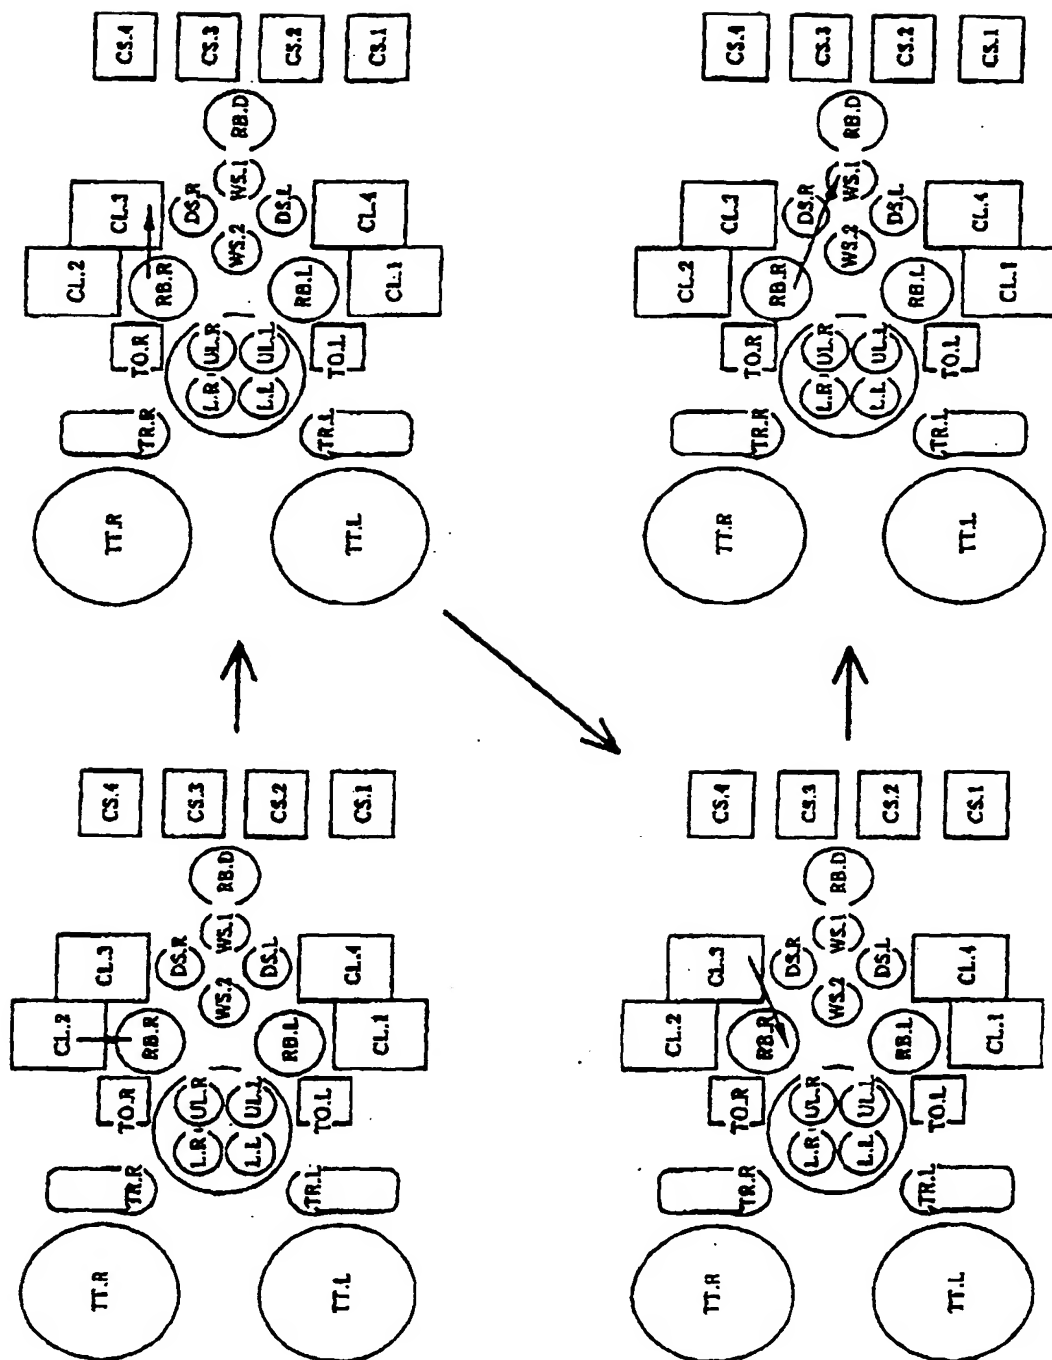 TT.R
TT.L
TR.R
TR.L
L.R
L.L
UL.R
UL.L
TO.R
TO.L
RB.R
RB.L
CL.2
CL.1
WS.2
DS.R
DS.L
CL.3
CL.4
WS.1
RB.D
CS.4
CS.3
CS.2
CS.1
TT.R
TT.L
TR.R
TR.L
L.R
L.L
UL.R
UL.L
TO.R
TO.L
RB.R
RB.L
CL.2
CL.1
WS.2
DS.R
DS.L
CL.3
CL.4
WS.1
RB.D
CS.4
CS.3
CS.2
CS.1
TT.R
TT.L
TR.R
TR.L
L.R
L.L
UL.R
UL.L
TO.R
TO.L
RB.R
RB.L
CL.2
CL.1
WS.2
DS.R
DS.L
CL.3
CL.4
WS.1
RB.D
CS.4
CS.3
CS.2
CS.1
TT.R
TT.L
TR.R
TR.L
L.R
L.L
UL.R
UL.L
TO.R
TO.L
RB.R
RB.L
CL.2
CL.1
WS.2
DS.R
DS.L
CL.3
CL.4
WS.1
RB.D
CS.4
CS.3
CS.2
CS.1